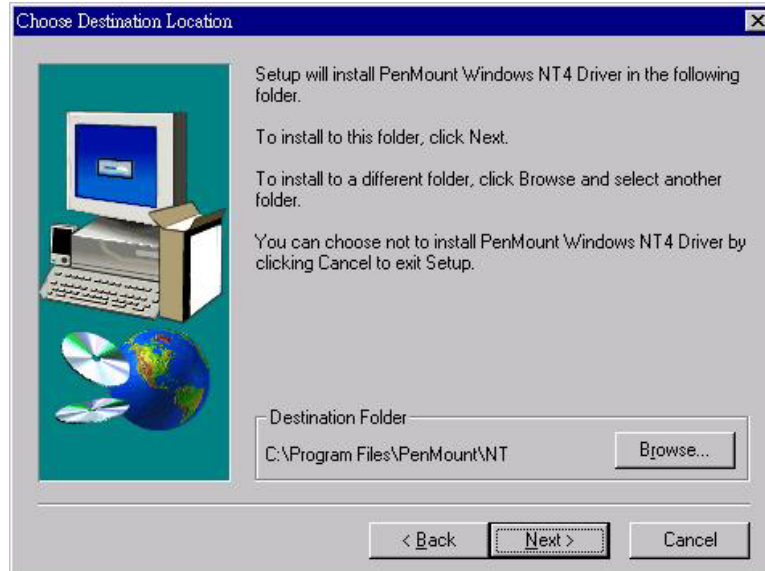 Choose Destination Location
Setup will install PenMount Windows NT4 Driver in the following
folder.
To install to this folder, click Next.
To install to a different folder, click Browse and select another
folder.
You can choose not to install PenMount Windows NT4 Driver by
clicking Cancel to exit Setup.
Destination Folder
C:\Program Files\PenMount\NT
Browse...
< Back
Next >
Cancel